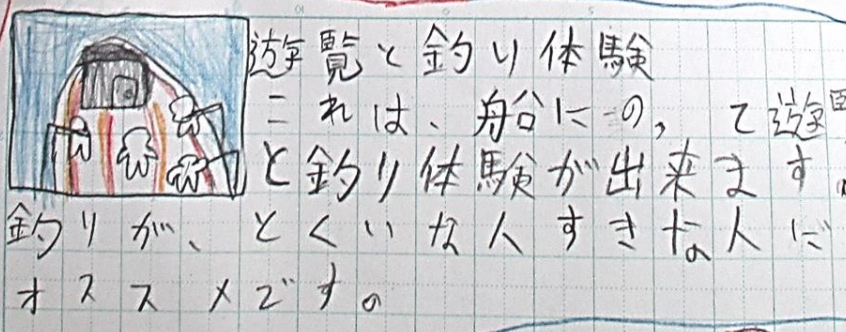 遊覧と釣り体験
これは、船にのって遊覧
と釣り体験が出来ます。
釣りが、とくいな人すきな人に
オススメです。